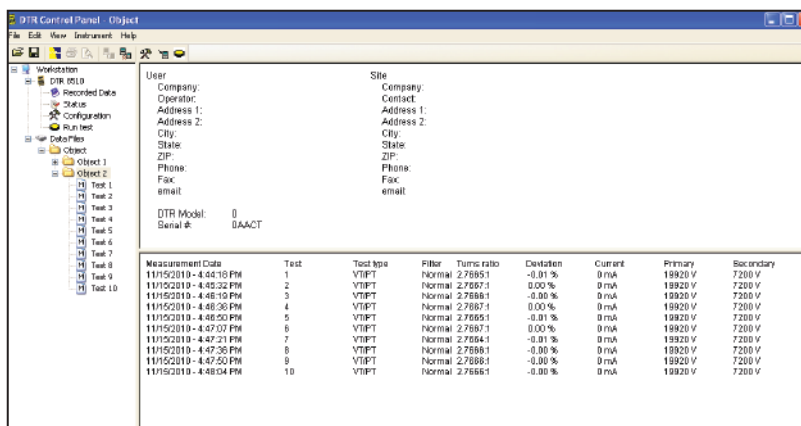 DTR Control Panel - Object
File Edit View Instrument Help
Workstation
DTR 8510
Recorded Data
Status
Configuration
Run test
Data Files
Object
Object 1
Object 2
Test 1
Test 2
Test 3
Test 4
Test 5
Test 6
Test 7
Test 8
Test 9
Test 10
User
Company:
Operator:
Address 1:
Address 2:
City:
State:
ZIP:
Phone:
Fax:
email:
DTR Model: 0
Serial #: 0AACT
Site
Company:
Contact:
Address 1:
Address 2:
City:
State:
ZIP:
Phone:
Fax:
email:
Measurement Date Test Test type Filter Turns ratio Deviation Current Primary Secondary
11/15/2010 - 4:44:18 PM 1 VT/PT Normal 2.7665:1 -0.01 % 0 mA 19920 V 7200 V
11/15/2010 - 4:45:32 PM 2 VT/PT Normal 2.7667:1 0.00 % 0 mA 19920 V 7200 V
11/15/2010 - 4:46:19 PM 3 VT/PT Normal 2.7666:1 -0.00 % 0 mA 19920 V 7200 V
11/15/2010 - 4:46:36 PM 4 VT/PT Normal 2.7667:1 0.00 % 0 mA 19920 V 7200 V
11/15/2010 - 4:46:50 PM 5 VT/PT Normal 2.7665:1 -0.01 % 0 mA 19920 V 7200 V
11/15/2010 - 4:47:07 PM 6 VT/PT Normal 2.7667:1 0.00 % 0 mA 19920 V 7200 V
11/15/2010 - 4:47:21 PM 7 VT/PT Normal 2.7664:1 -0.01 % 0 mA 19920 V 7200 V
11/15/2010 - 4:47:36 PM 8 VT/PT Normal 2.7666:1 -0.00 % 0 mA 19920 V 7200 V
11/15/2010 - 4:47:50 PM 9 VT/PT Normal 2.7666:1 -0.00 % 0 mA 19920 V 7200 V
11/15/2010 - 4:48:04 PM 10 VT/PT Normal 2.7666:1 -0.00 % 0 mA 19920 V 7200 V